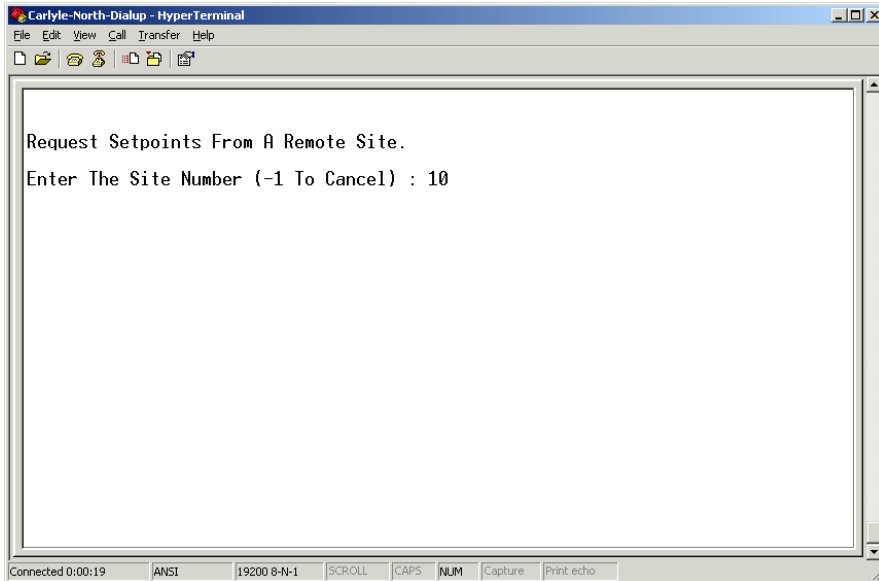 Carlyle-North-Dialup - HyperTerminal
File Edit View Call Transfer Help
Request Setpoints From A Remote Site.
Enter The Site Number (-1 To Cancel) : 10
Connected 0:00:19 ANSI 19200 8-N-1 SCROLL CAPS NUM Capture Print echo